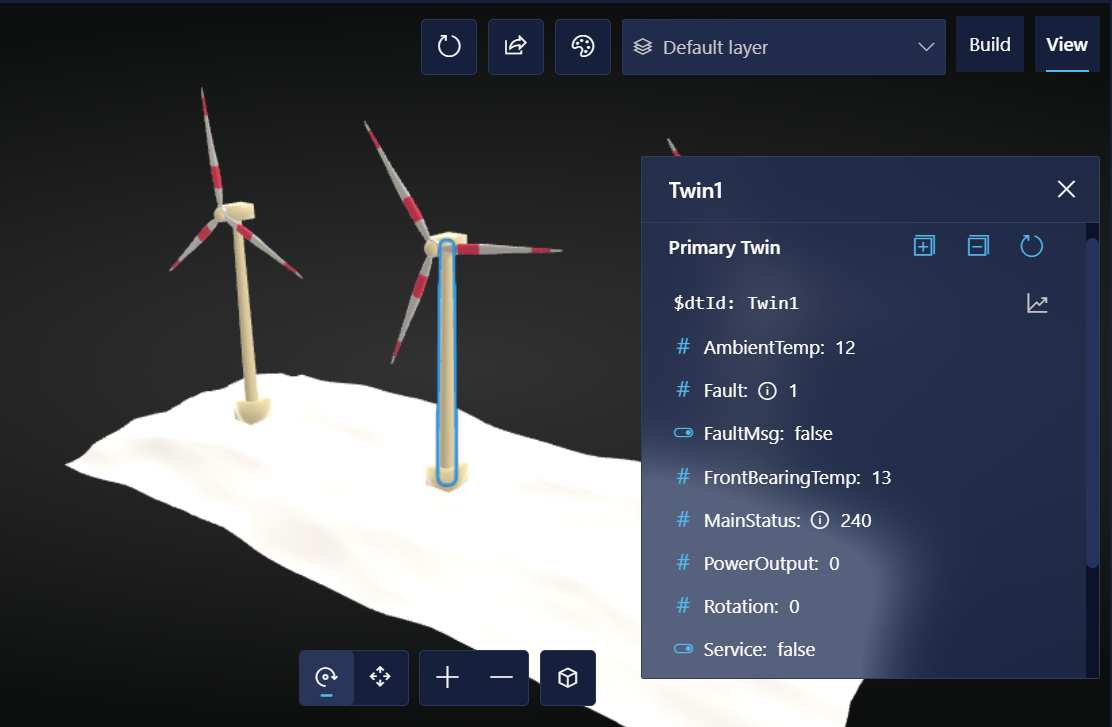 Default layer
Build
View
Twin1
Primary Twin
$dtId: Twin1
AmbientTemp: 12
Fault: 1
FaultMsg: false
FrontBearingTemp: 13
MainStatus: 240
PowerOutput: 0
Rotation: 0
Service: false